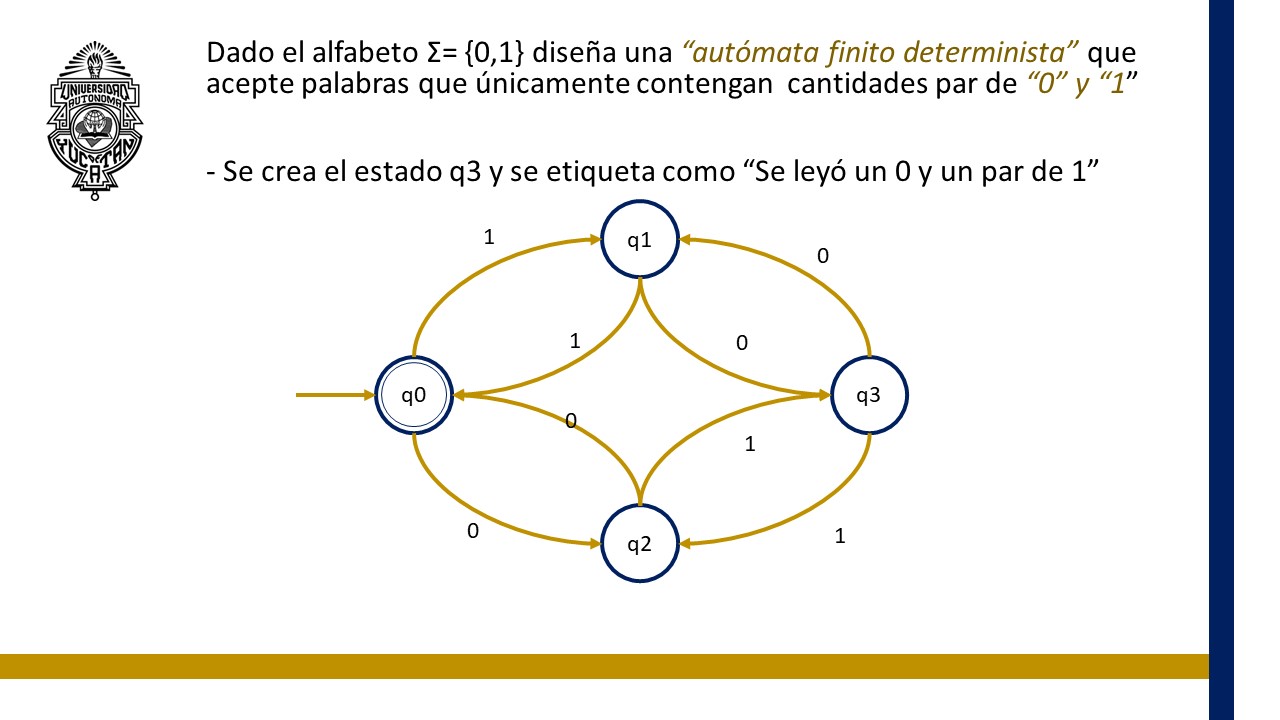 Dado el alfabeto Σ= {0,1} diseña una “autómata finito determinista” que
acepte palabras que únicamente contengan cantidades par de “0” y “1”
- Se crea el estado q3 y se etiqueta como “Se leyó un 0 y un par de 1”
UNIVERSIDAD
AUTONOMA
YUCATAN
1
q1
0
1
0
q0
q3
0
1
0
q2
1